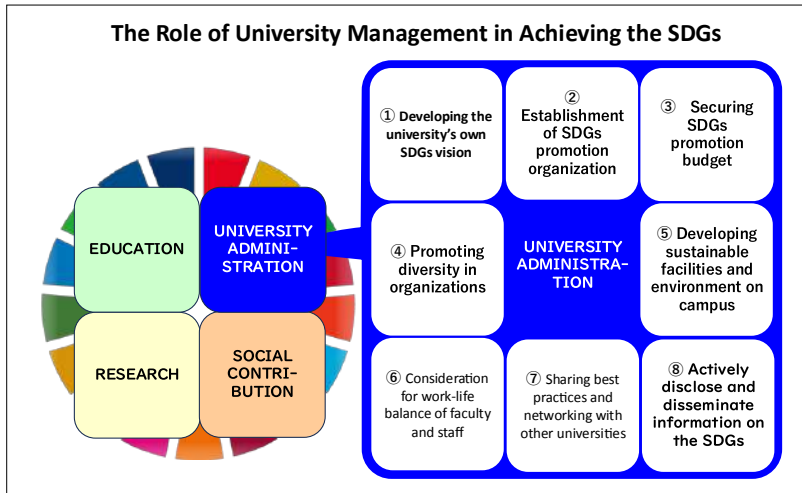 The Role of University Management in Achieving the SDGs
EDUCATION
UNIVERSITY
ADMINI-
STRATION
RESEARCH
SOCIAL
CONTRI-
BUTION
① Developing the
university's own
SDGs vision
②
Establishment
of SDGs
promotion
organization
③ Securing
SDGs
promotion
budget
④ Promoting
diversity in
organizations
UNIVERSITY
ADMINISTRA-
TION
⑤ Developing
sustainable
facilities and
environment on
campus
⑥ Consideration
for work-life
balance of faculty
and staff
⑦ Sharing best
practices and
networking with
other universities
⑧ Actively
disclose and
disseminate
information on
the SDGs